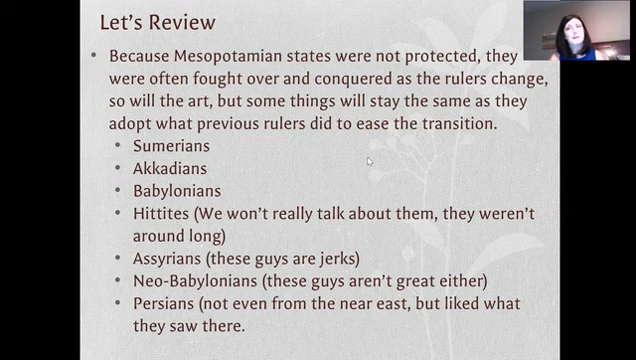 Let's Review
• Because Mesopotamian states were not protected, they
were often fought over and conquered as the rulers change,
so will the art, but some things will stay the same as they
adopt what previous rulers did to ease the transition.
• Sumerians
• Akkadians
• Babylonians
• Hittites (We won't really talk about them, they weren't
around long)
• Assyrians (these guys are jerks)
• Neo-Babylonians (these guys aren't great either)
• Persians (not even from the near east, but liked what
they saw there.